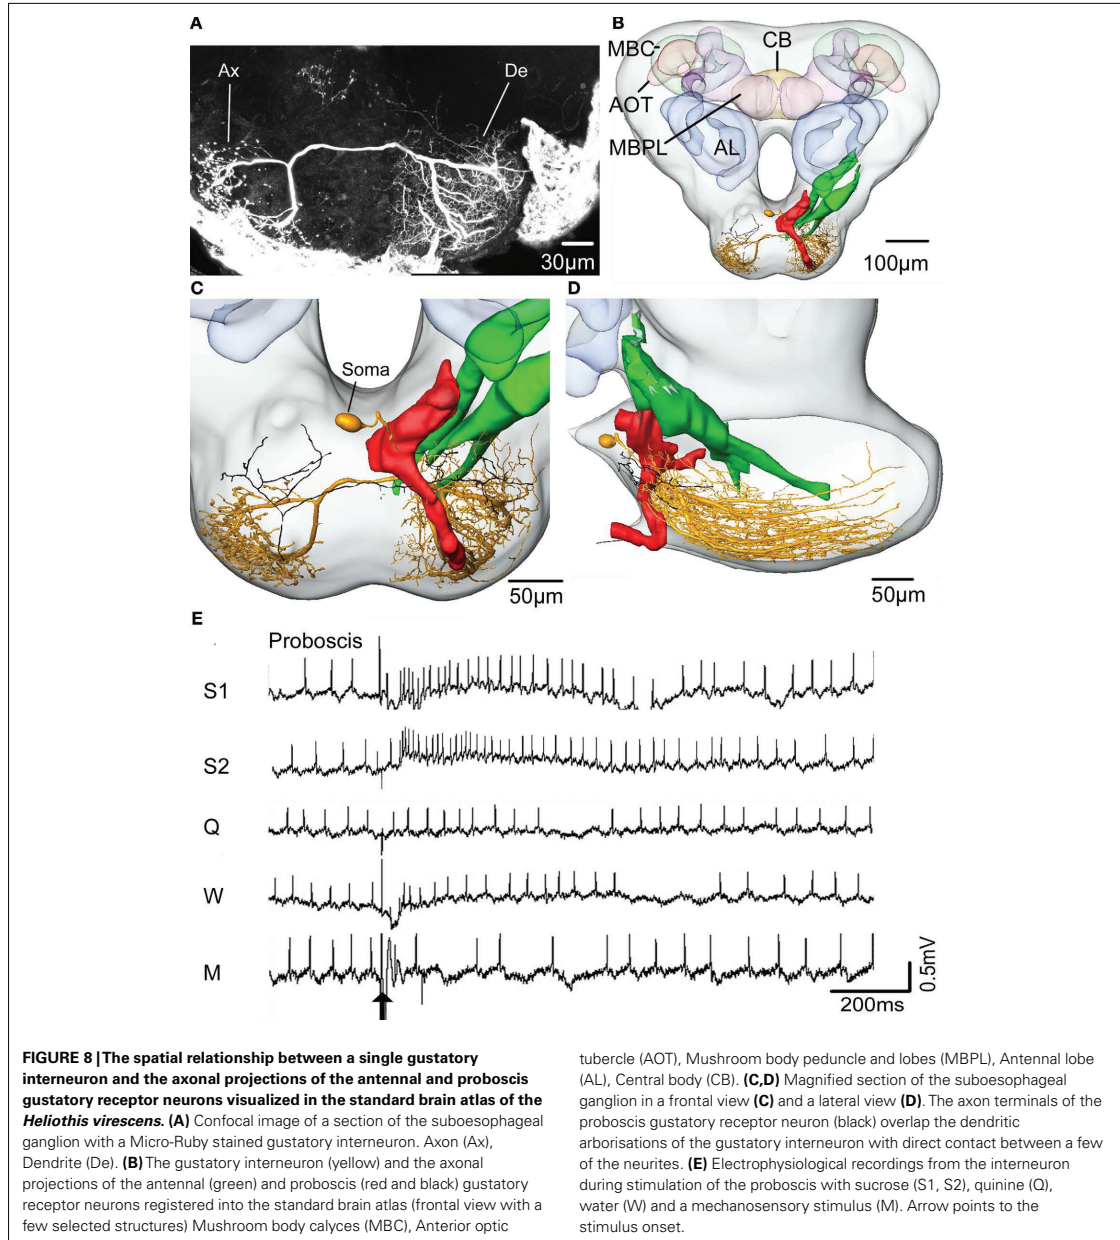 A
Ax
De
30µm
B
MBC
CB
AOT
MBPL
AL
100µm
C
Soma
50µm
D
50µm
E
Proboscis
S1
S2
Q
W
M
0.5mV
200ms
FIGURE 8 | The spatial relationship between a single gustatory
interneuron and the axonal projections of the antennal and proboscis
gustatory receptor neurons visualized in the standard brain atlas of the
Heliothis virescens. (A) Confocal image of a section of the suboesophageal
ganglion with a Micro-Ruby stained gustatory interneuron. Axon (Ax),
Dendrite (De). (B) The gustatory interneuron (yellow) and the axonal
projections of the antennal (green) and proboscis (red and black) gustatory
receptor neurons registered into the standard brain atlas (frontal view with a
few selected structures) Mushroom body calyces (MBC), Anterior optic
tubercle (AOT), Mushroom body peduncle and lobes (MBPL), Antennal lobe
(AL), Central body (CB). (C,D) Magnified section of the suboesophageal
ganglion in a frontal view (C) and a lateral view (D). The axon terminals of the
proboscis gustatory receptor neuron (black) overlap the dendritic
arborisations of the gustatory interneuron with direct contact between a few
of the neurites. (E) Electrophysiological recordings from the interneuron
during stimulation of the proboscis with sucrose (S1, S2), quinine (Q),
water (W) and a mechanosensory stimulus (M). Arrow points to the
stimulus onset.